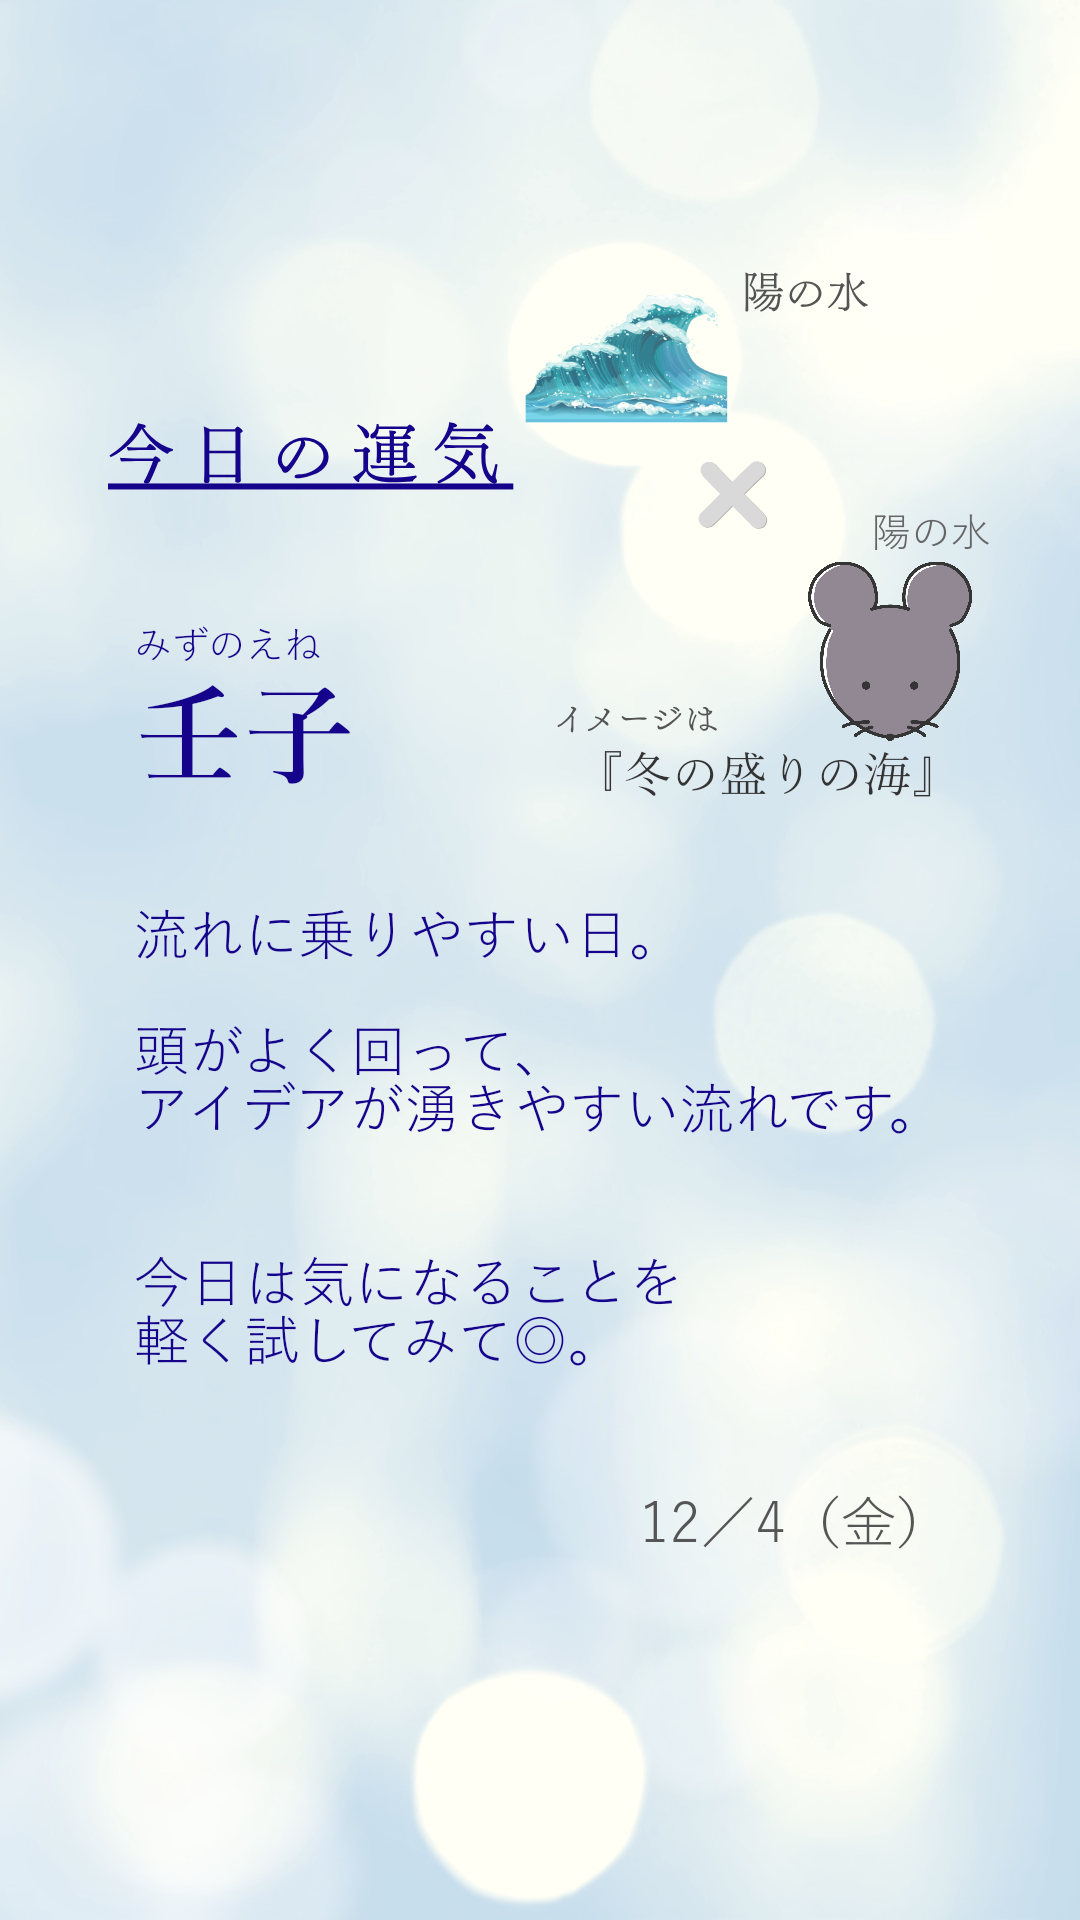 陽の水
今日の運気
陽の水
みずのえね
壬子
イメージは
『冬の盛りの海』
流れに乗りやすい日。
頭がよく回って、
アイデアが湧きやすい流れです。
今日は気になることを
軽く試してみて◎。
12／4（金）